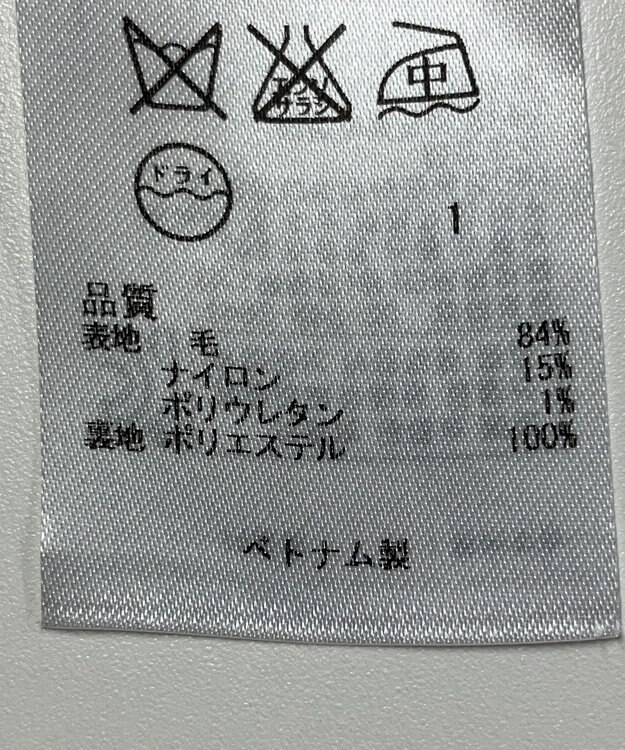 エンソ
サラシ
中
ドライ
1
品質
表地 毛 84%
ナイロン 15%
ポリウレタン 1%
裏地 ポリエステル 100%
ベトナム製